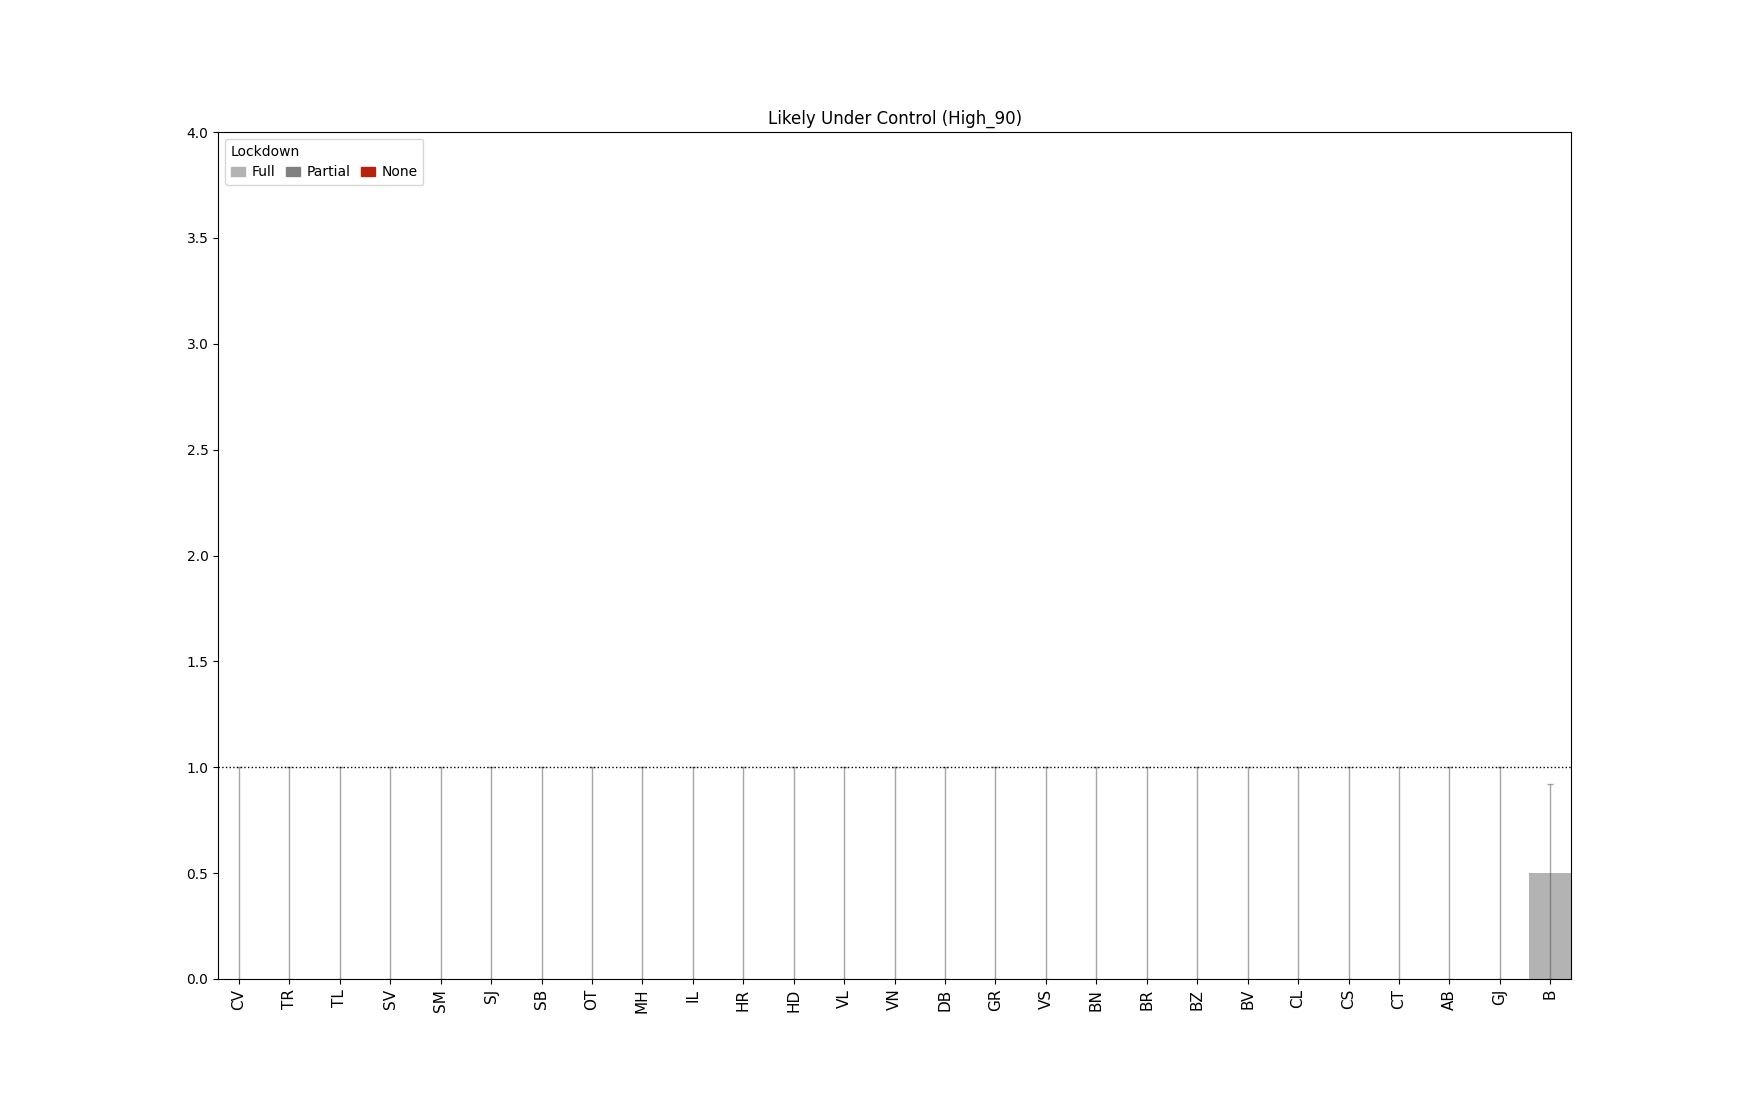 Likely Under Control (High_90)
4.0
Lockdown
Full Partial None
3.5
3.0
2.5
2.0
1.5
1.0
0.5
0.0
CV TR TL SV SM SJ SB OT MH IL HR HD VL VN DB GR VS BN BR BZ BV CL CS CT AB GJ B